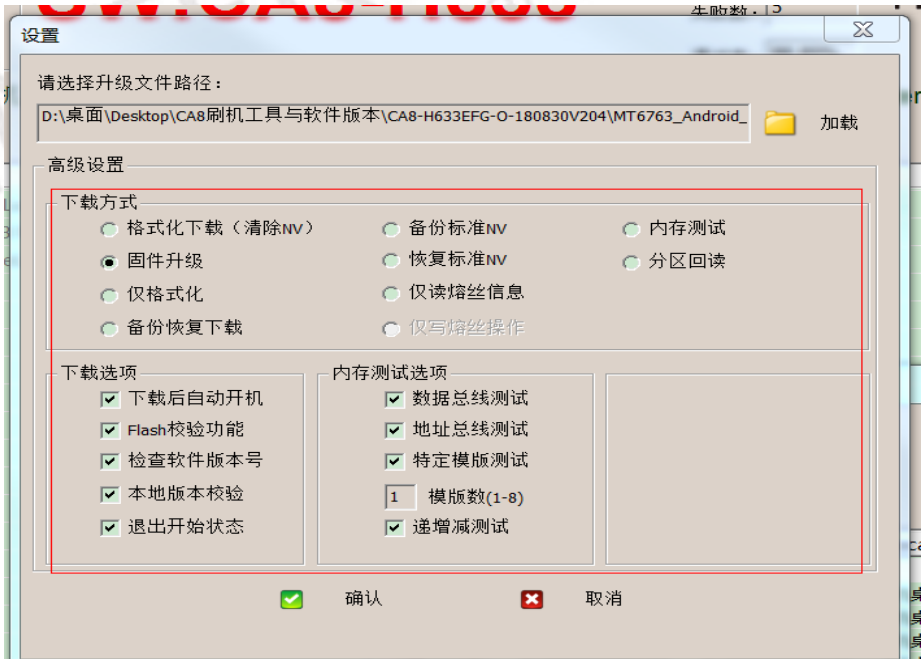 失败数: 5
设置
请选择升级文件路径：
D:\桌面\Desktop\CA8刷机工具与软件版本\CA8-H633EFG-O-180830V204\MT6763_Android_
加载
高级设置
下载方式
格式化下载（清除NV） 备份标准NV 内存测试
固件升级 恢复标准NV 分区回读
仅格式化 仅读熔丝信息
备份恢复下载 仅写熔丝操作
下载选项 内存测试选项
下载后自动开机 数据总线测试
Flash校验功能 地址总线测试
检查软件版本号 特定模版测试
本地版本校验 1 模版数(1-8)
退出开始状态 递增减测试
确认 取消